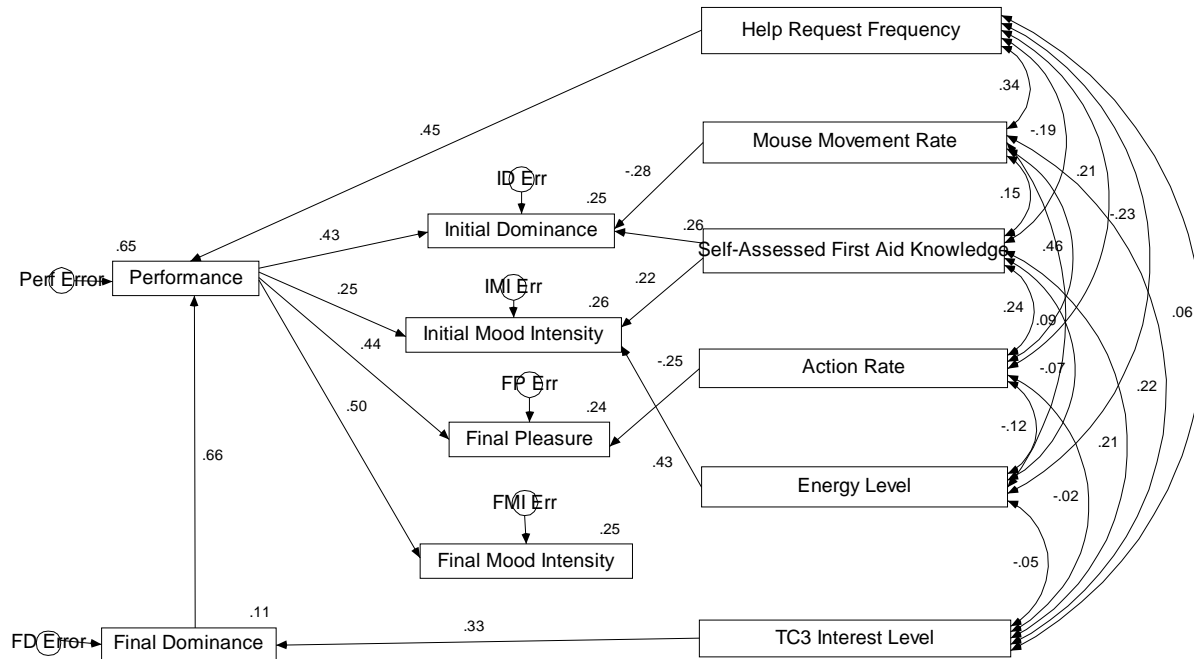 Help Request Frequency
.34
.45
Mouse Movement Rate
-.19
ID Err
-.28
.25
.15
.21
-.23
Initial Dominance
.26
.43
.65
Self-Assessed First Aid Knowledge
.46
Perf Error
Performance
.25
IMI Err
.26
.22
.24
.09
.06
Initial Mood Intensity
.44
-.25
Action Rate
-.07
.22
FP Err
.24
.50
-.12
Final Pleasure
.21
.66
.43
Energy Level
-.02
FMI Err
.25
Final Mood Intensity
-.05
.11
.33
FD Error
Final Dominance
TC3 Interest Level